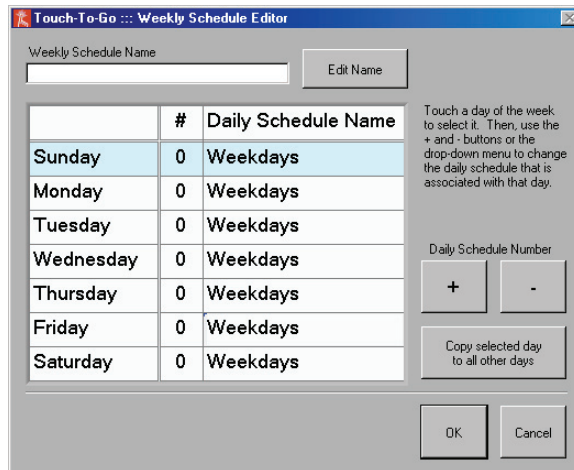 Touch-To-Go ::: Weekly Schedule Editor
Weekly Schedule Name
Edit Name
# Daily Schedule Name
Sunday 0 Weekdays
Monday 0 Weekdays
Tuesday 0 Weekdays
Wednesday 0 Weekdays
Thursday 0 Weekdays
Friday 0 Weekdays
Saturday 0 Weekdays
Touch a day of the week
to select it. Then, use the
+ and - buttons or the
drop-down menu to change
the daily schedule that is
associated with that day.
Daily Schedule Number
+ -
Copy selected day
to all other days
OK Cancel